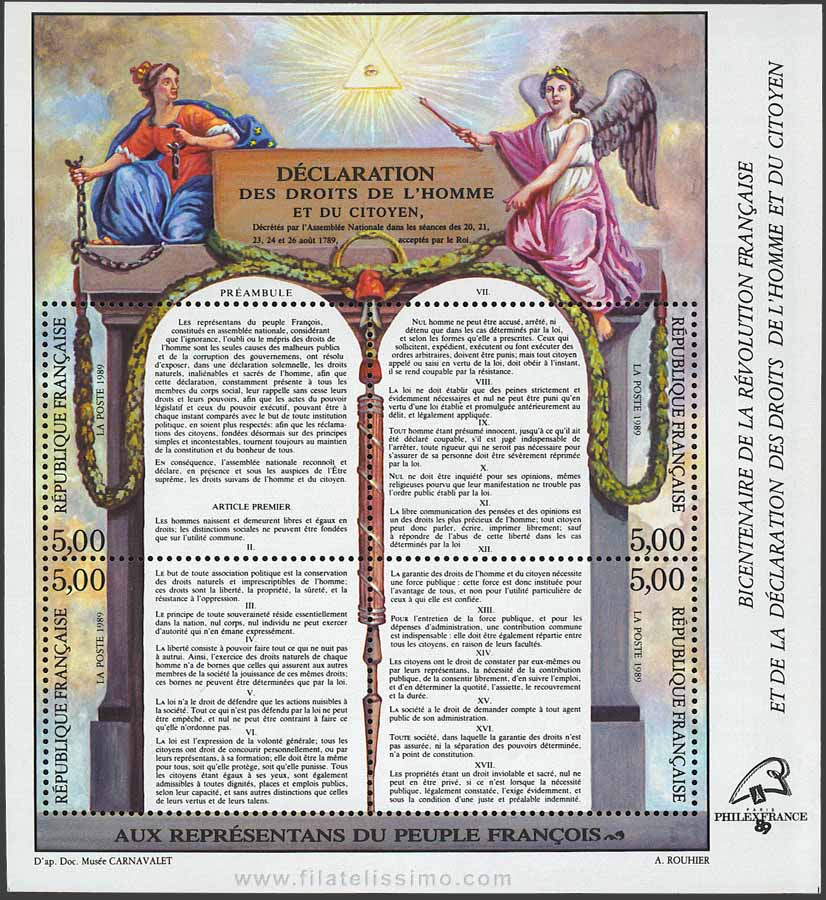 DÉCLARATION
DES DROITS DE L'HOMME
ET DU CITOYEN,
Décrétés par l'Assemblée Nationale dans les séances des 20, 21,
23, 24 et 26 août 1789, acceptés par le Roi.
PRÉAMBULE
LES représentans du peuple François,
constitués en assemblée nationale, considérant
que l'ignorance, l'oubli ou le mépris des droits de
l'homme sont les seules causes des malheurs publics
et de la corruption des gouvernemens, ont résolu
d'exposer, dans une déclaration solemnelle, les droits
naturels, inaliénables et sacrés de l'homme, afin que
cette déclaration, constamment présente à tous les
membres du corps social, leur rappelle sans cesse leurs
droits et leurs pouvoirs, afin que les actes du pouvoir
législatif et ceux du pouvoir exécutif, pouvant être à
chaque instant comparés avec le but de toute institution
politique, en soient plus respectés; afin que les réclama-
tions des citoyens, fondées désormais sur des principes
simples et incontestables, tournent toujours au maintien
de la constitution et du bonheur de tous.
EN conséquence, l'assemblée nationale reconnoît et
déclare, en présence et sous les auspices de l'Être
suprême, les droits suivans de l'homme et du citoyen.
ARTICLE PREMIER
LES hommes naissent et demeurent libres et égaux en
droits; les distinctions sociales ne peuvent être fondées
que sur l'utilité commune.
II.
LE but de toute association politique est la conservation
des droits naturels et imprescriptibles de l'homme;
ces droits sont la liberté, la propriété, la sureté, et la
résistance à l'oppression.
III.
LE principe de toute souveraineté réside essentiellement
dans la nation, nul corps, nul individu ne peut exercer
d'autorité qui n'en émane expressément.
IV.
LA liberté consiste à pouvoir faire tout ce qui ne nuit pas
à autrui. Ainsi, l'exercice des droits naturels de chaque
homme n'a de bornes que celles qui assurent aux autres
membres de la société la jouissance de ces mêmes droits;
ces bornes ne peuvent être déterminées que par la loi.
V.
LA loi n'a le droit de défendre que les actions nuisibles à
la société. Tout ce qui n'est pas défendu par la loi ne peut
être empêché, et nul ne peut être contraint à faire ce
qu'elle n'ordonne pas.
VI.
LA loi est l'expression de la volonté générale; tous les
citoyens ont droit de concourir personnellement, ou par
leurs représentans, à sa formation; elle doit être la même
pour tous, soit qu'elle protège, soit qu'elle punisse. Tous
les citoyens étant égaux à ses yeux, sont également
admissibles à toutes dignités, places et emplois publics,
selon leur capacité, et sans autres distinctions que celles
de leurs vertus et de leurs talens.
VII.
NUL homme ne peut être accusé, arrêté, ni
détenu que dans les cas déterminés par la loi,
et selon les formes qu'elle a prescrites. Ceux qui
sollicitent, expédient, exécutent ou font exécuter des
ordres arbitraires, doivent être punis; mais tout citoyen
appelé ou saisi en vertu de la loi, doit obéir à l'instant,
il se rend coupable par la résistance.
VIII.
LA loi ne doit établir que des peines strictement et
évidemment nécessaires et nul ne peut être puni qu'en
vertu d'une loi établie et promulguée antérieurement au
délit, et légalement appliquée.
IX.
TOUT homme étant présumé innocent, jusqu'à ce qu'il ait
été déclaré coupable, s'il est jugé indispensable de
l'arrêter, toute rigueur qui ne seroit pas nécessaire pour
s'assurer de sa personne doit être sévèrement réprimée
par la loi.
X.
NUL ne doit être inquiété pour ses opinions, mêmes
religieuses pourvu que leur manifestation ne trouble pas
l'ordre public établi par la loi.
XI.
LA libre communication des pensées et des opinions est
un des droits les plus précieux de l'homme; tout citoyen
peut donc parler, écrire, imprimer librement; sauf
à répondre de l'abus de cette liberté dans les cas
déterminés par la loi
XII.
LA garantie des droits de l'homme et du citoyen nécessite
une force publique : cette force est donc instituée pour
l'avantage de tous, et non pour l'utilité particulière de
ceux à qui elle est confiée.
XIII.
POUR l'entretien de la force publique, et pour les
dépenses d'administration, une contribution commune
est indispensable : elle doit être également répartie entre
tous les citoyens, en raison de leurs facultés.
XIV
LES citoyens ont le droit de constater par eux-mêmes ou
par leurs représentans, la nécessité de la contribution
publique, de la consentir librement, d'en suivre l'emploi,
et d'en déterminer la quotité, l'assiette, le recouvrement
et la durée.
XV.
LA société a le droit de demander compte à tout agent
public de son administration.
XVI.
TOUTE société, dans laquelle la garantie des droits n'est
pas assurée, ni la séparation des pouvoirs déterminée,
n'a point de constitution.
XVII.
LES propriétés étant un droit inviolable et sacré, nul ne
peut en être privé, si ce n'est lorsque la nécessité
publique, légalement constatée, l'exige évidemment, et
sous la condition d'une juste et préalable indemnité.
RÉPUBLIQUE FRANÇAISE
LA POSTE 1989
5,00
RÉPUBLIQUE FRANÇAISE
LA POSTE 1989
5,00
5,00
RÉPUBLIQUE FRANÇAISE
LA POSTE 1989
5,00
RÉPUBLIQUE FRANÇAISE
LA POSTE 1989
AUX REPRÉSENTANS DU PEUPLE FRANÇOIS
D'ap. Doc. Musée CARNAVALET
A. ROUHIER
BICENTENAIRE DE LA RÉVOLUTION FRANÇAISE
ET DE LA DÉCLARATION DES DROITS DE L'HOMME ET DU CITOYEN
PARIS
PHILEXFRANCE
89
www.filatelissimo.com